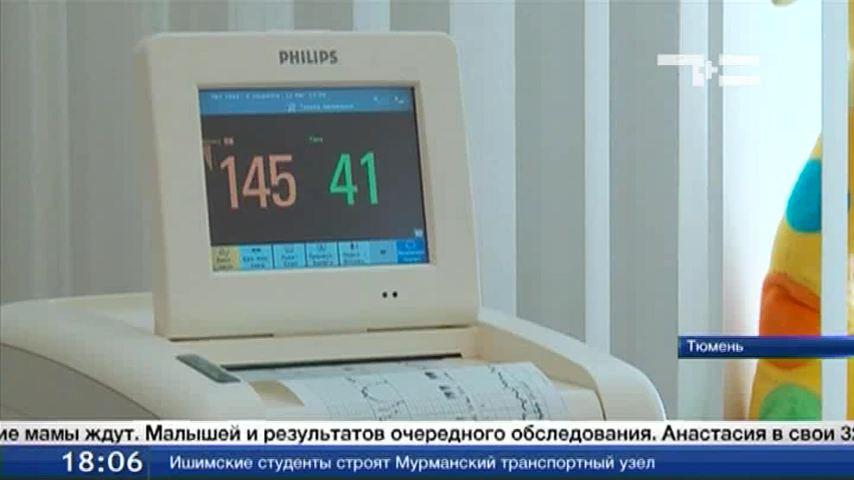 PHILIPS
Т+Е
145
41
Тюмень
ие мамы ждут. Малышей и результатов очередного обследования. Анастасия в свои 32
18:06
Ишимские студенты строят Мурманский транспортный узел